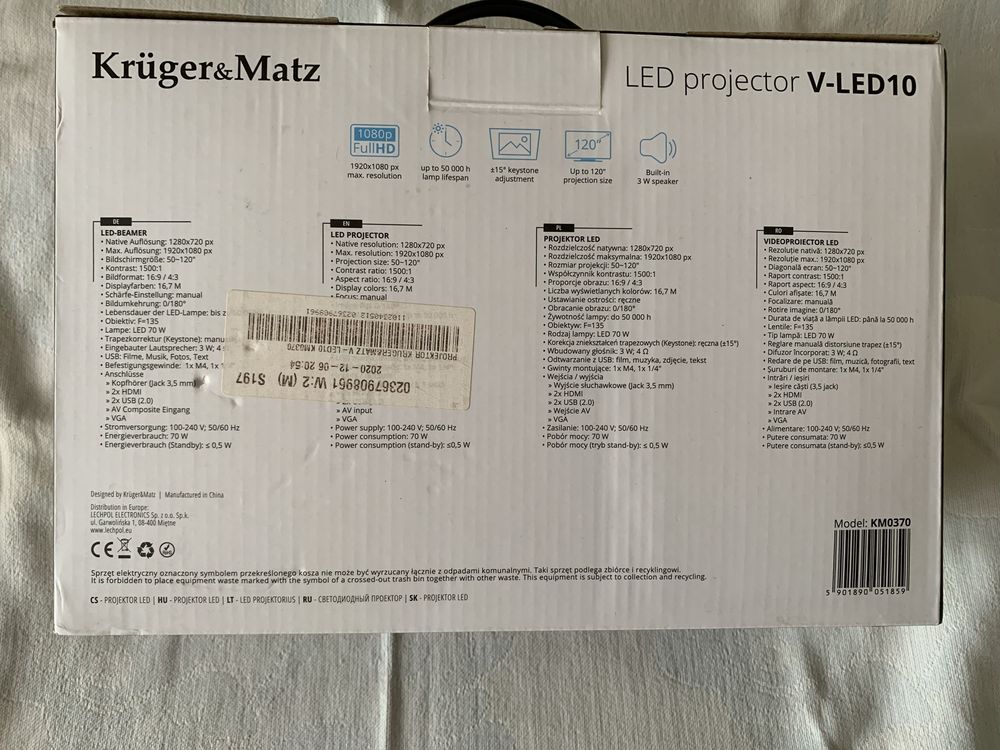 Krüger&Matz
LED projector V-LED10
1080p
FullHD
1920x1080 px
max. resolution
up to 50 000 h
lamp lifespan
±15° keystone
adjustment
120"
Up to 120"
projection size
Built-in
3 W speaker
DE
LED-BEAMER
• Native Auflösung: 1280x720 px
• Max. Auflösung: 1920x1080 px
• Bildschirmgröße: 50~120"
• Kontrast: 1500:1
• Bildformat: 16:9 / 4:3
• Displayfarben: 16,7 M
• Schärfe-Einstellung: manual
• Bildumkehrung: 0/180°
• Lebensdauer der LED-Lampe: bis
• Obiektiv: F=135
• Lampe: LED 70 W
• Trapezkorrektur (Keystone):
• Eingebauter Lautsprecher: 3 W;
• USB: Filme, Musik, Fotos, Text
• Befestigungsgewinde: 1x M4,
• Anschlüsse
» Kopfhörer (Jack 3,5 mm)
» 2x HDMI
» 2x USB (2.0)
» AV Composite Eingang
» VGA
• Stromversorgung: 100-240 V; 50/60 Hz
• Energieverbrauch: 70 W
• Energieverbrauch (Standby): ≤ 0,5 W
EN
LED PROJECTOR
• Native resolution: 1280x720 px
• Max. resolution: 1920x1080 px
• Projection size: 50~120"
• Contrast ratio: 1500:1
• Aspect ratio: 16:9 / 4:3
• Display colors: 16,7 M
• Focus: manual
» AV input
» VGA
• Power supply: 100-240 V; 50/60 Hz
• Power consumption: 70 W
• Power consumption (stand-by): ≤0,5 W
PL
PROJEKTOR LED
• Rozdzielczość natywna: 1280x720 px
• Rozdzielczość maksymalna: 1920x1080 px
• Rozmiar projekcji: 50~120"
• Współczynnik kontrastu: 1500:1
• Proporcje obrazu: 16:9 / 4:3
• Liczba wyświetlanych kolorów: 16,7 M
• Ustawianie ostrości: ręczne
• Obracanie obrazu: 0/180°
• Żywotność lampy: do 50 000 h
• Obiektyw: F=135
• Rodzaj lampy: LED 70 W
• Korekcja zniekształceń trapezowych (Keystone): ręczna (±15°)
• Wbudowany głośnik: 3 W; 4 Ω
• Odtwarzanie z USB: film, muzyka, zdjęcie, tekst
• Gwinty montujące: 1x M4, 1x 1/4"
• Wejścia / wyjścia
» Wyjście słuchawkowe (Jack 3,5 mm)
» 2x HDMI
» 2x USB (2.0)
» Wejście AV
» VGA
• Zasilanie: 100-240 V; 50/60 Hz
• Pobór mocy: 70 W
• Pobór mocy (tryb stand-by): ≤ 0,5 W
RO
VIDEOPROIECTOR LED
• Rezoluție nativă: 1280x720 px
• Rezoluție max.: 1920x1080 px
• Diagonală ecran: 50~120"
• Raport contrast: 1500:1
• Raport aspect: 16:9 / 4:3
• Culori afișate: 16,7 M
• Focalizare: manuală
• Rotire imagine: 0/180°
• Durata de viață a lămpii LED: până la 50 000 h
• Lentile: F=135
• Tip lampă: LED 70 W
• Reglare manuală distorsiune trapez (±15°)
• Difuzor încorporat: 3 W; 4 Ω
• Redare de pe USB: film, muzică, fotografii, text
• Șuruburi de montare: 1x M4, 1x 1/4"
• Intrări / ieșiri
» Ieșire căști (3,5 jack)
» 2x HDMI
» 2x USB (2.0)
» Intrare AV
» VGA
• Alimentare: 100-240 V; 50/60 Hz
• Putere consumata: 70 W
• Putere consumata (stand-by): ≤0,5 W
02367908961 W:2 (M) S197
2020-12-06 20:54
PROJEKTOR KRUGER&MATZ V-LED10 KM0370
Designed by Krüger&Matz | Manufactured in China
Distribution in Europe:
LECHPOL ELECTRONICS Sp. z o.o. Sp.k.
ul. Garwolińska 1, 08-400 Miętne
www.lechpol.eu
CE
Model: KM0370
5 901890 051859
Sprzęt elektryczny oznaczony symbolem przekreślonego kosza nie może być wyrzucany łącznie z odpadami komunalnymi. Taki sprzęt podlega zbiórce i recyklingowi.
It is forbidden to place equipment waste marked with the symbol of a crossed-out trash bin together with other waste. This equipment is subject to collection and recycling.
CS - PROJEKTOR LED | HU - PROJEKTOR LED | LT - LED PROJEKTORIUS | RU - СВЕТОДИОДНЫЙ ПРОЕКТОР | SK - PROJEKTOR LED